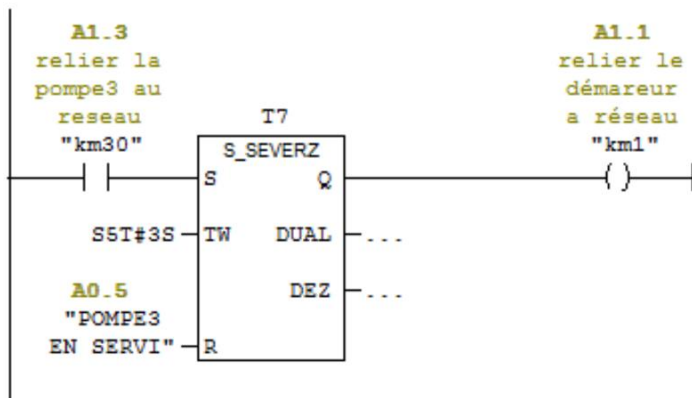 A1.3
relier la
pompe3 au
reseau
"km30"
A1.1
relier le
démareur
a réseau
"km1"
T7
S_SEVERZ
S Q
S5T#3S TW DUAL ...
A0.5
"POMPE3
EN SERVI" R
DEZ ...